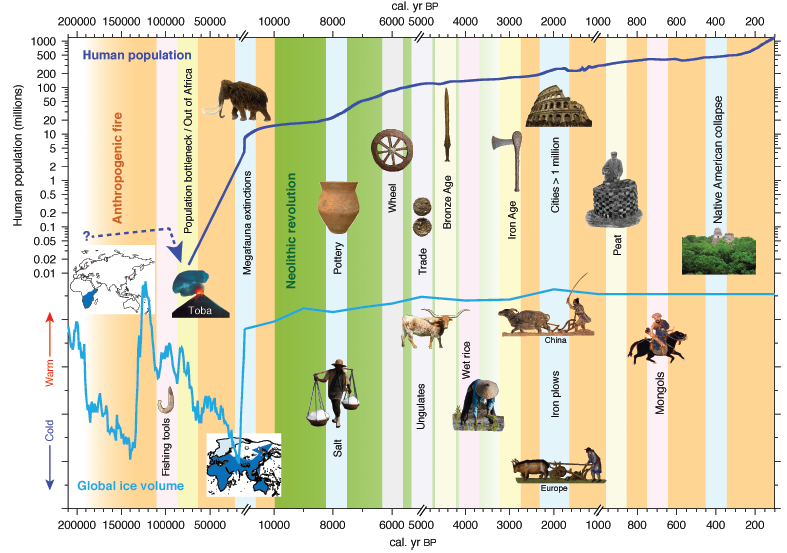 cal. yr BP
200000 150000 100000 50000 10000 8000 6000 5000 4000 3000 2000 1000 800 600 400 200
Human population (millions)
1000
500
200
100
50
20
10
5
2
1
0.5
0.2
0.1
0.05
0.02
0.01
Human population
Anthropogenic fire
Population bottleneck / Out of Africa
Megafauna extinctions
Neolithic revolution
Pottery
Wheel
Trade
Bronze Age
Iron Age
Cities > 1 million
Peat
Native American collapse
?
Toba
Warm
Cold
Fishing tools
Salt
Ungulates
Wet rice
China
Iron plows
Europe
Mongols
Global ice volume
200000 150000 100000 50000 10000 8000 6000 5000 4000 3000 2000 1000 800 600 400 200
cal. yr BP